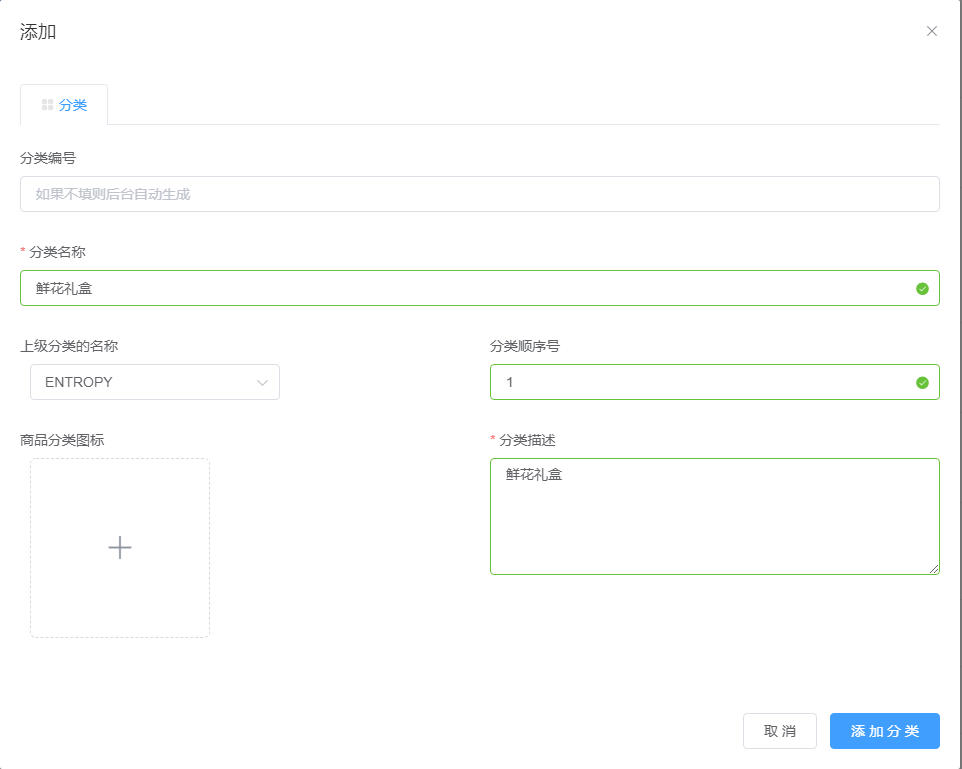 添加
分类
分类编号
如果不填则后台自动生成
* 分类名称
鲜花礼盒
上级分类的名称
分类顺序号
ENTROPY
1
商品分类图标
* 分类描述
鲜花礼盒
取 消
添 加 分 类